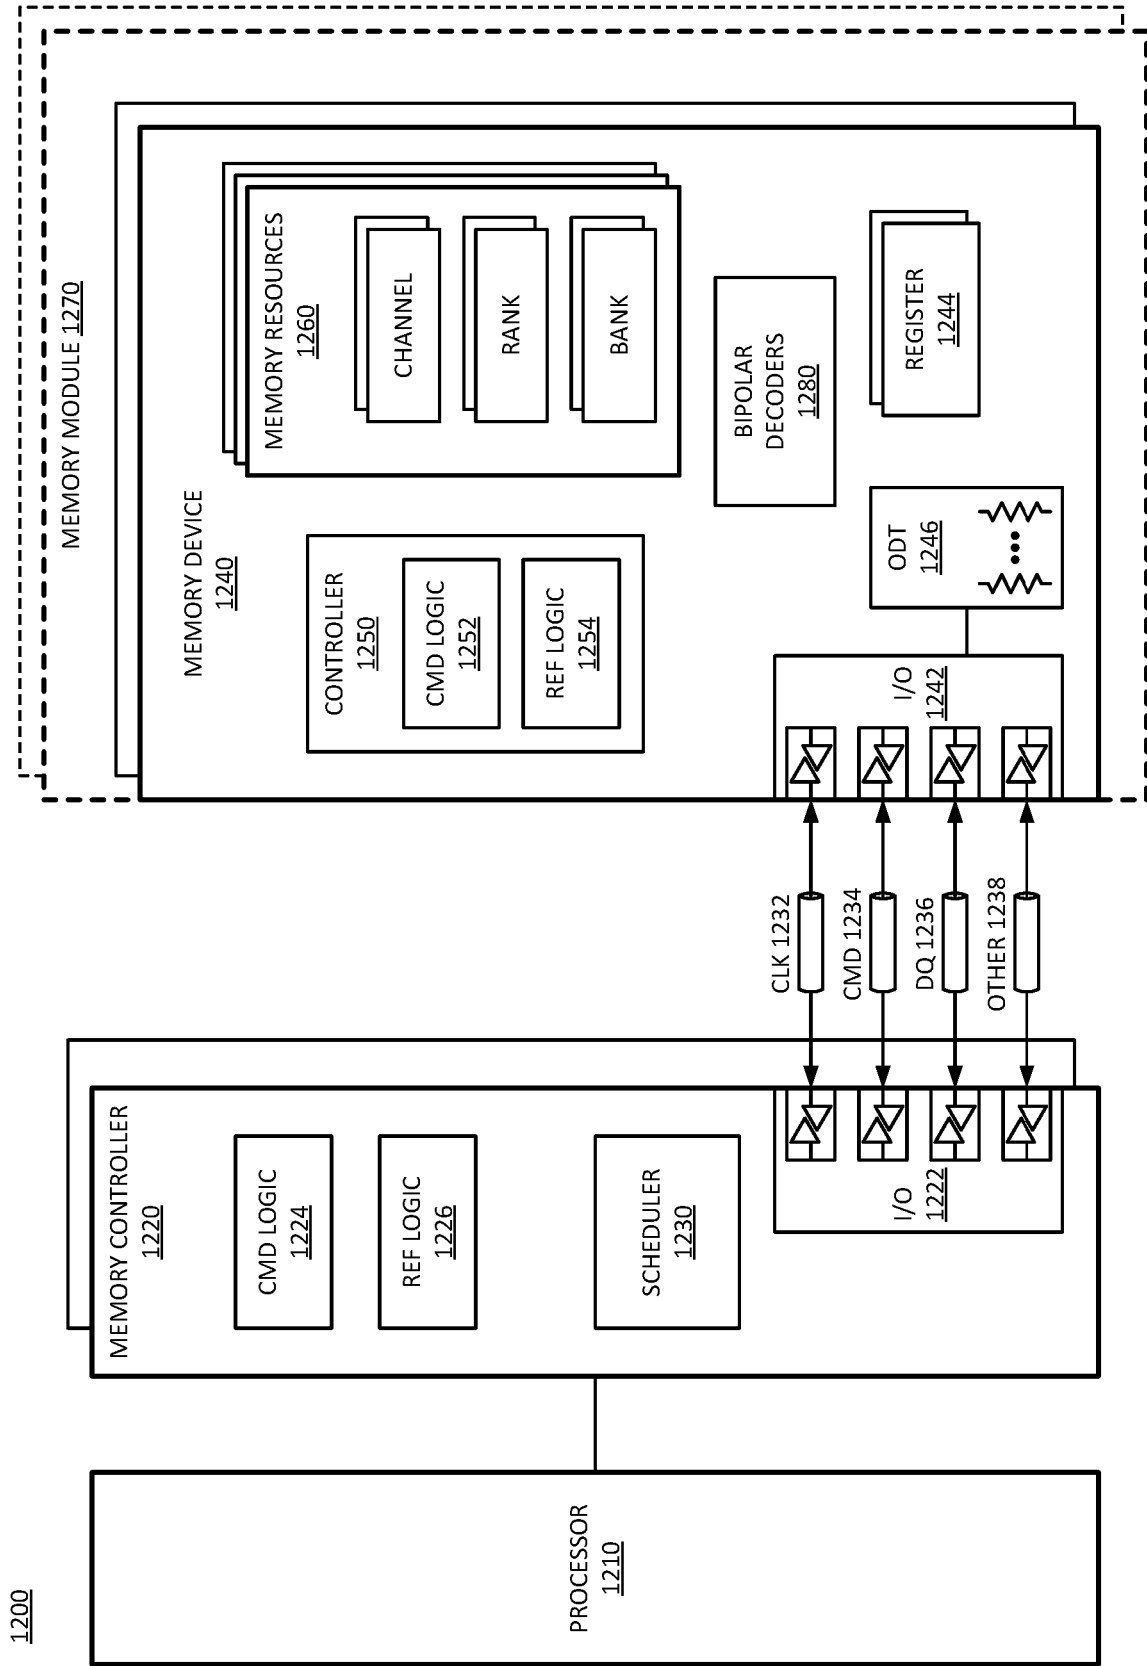 1200
PROCESSOR
1210
MEMORY CONTROLLER
1220
CMD LOGIC
1224
REF LOGIC
1226
SCHEDULER
1230
I/O
1222
CLK 1232
CMD 1234
DQ 1236
OTHER 1238
MEMORY MODULE 1270
MEMORY DEVICE
1240
CONTROLLER
1250
CMD LOGIC
1252
REF LOGIC
1254
I/O
1242
MEMORY RESOURCES
1260
CHANNEL
RANK
BANK
BIPOLAR
DECODERS
1280
ODT
1246
REGISTER
1244